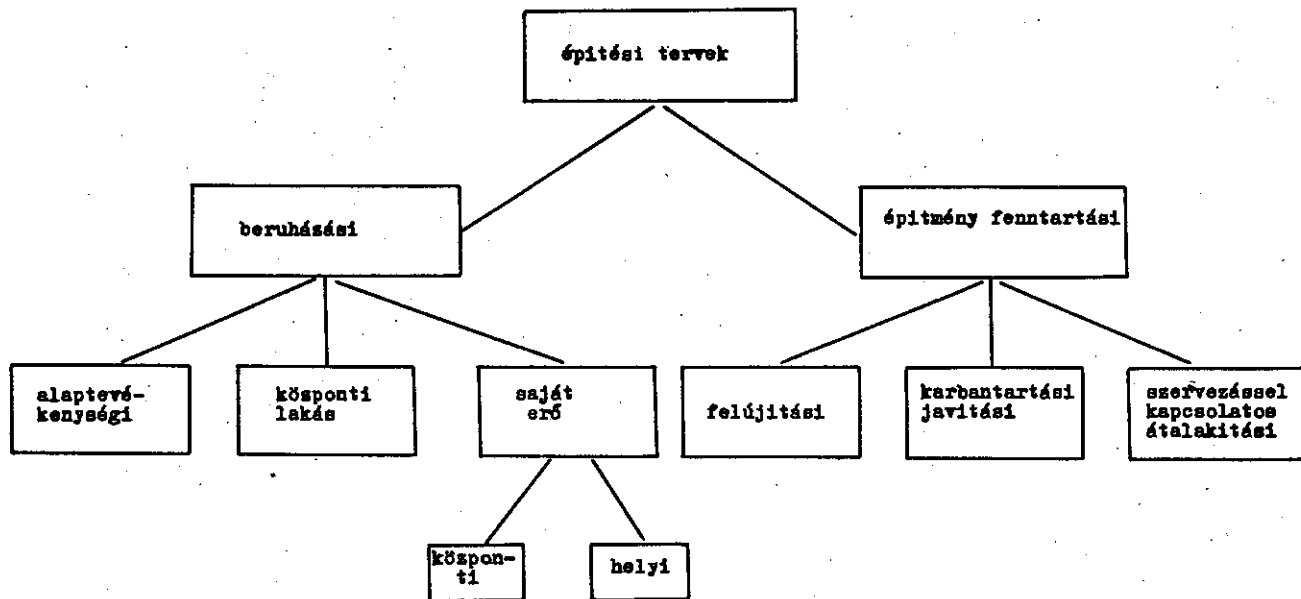 épitési tervek
beruházási
épitmény fenntartási
alaptevé-
kenységi
központi
lakás
saját
erő
felújitási
karbantartási
javitási
szervezéssel
kapcsolatos
átalakitási
közpon-
ti
helyi